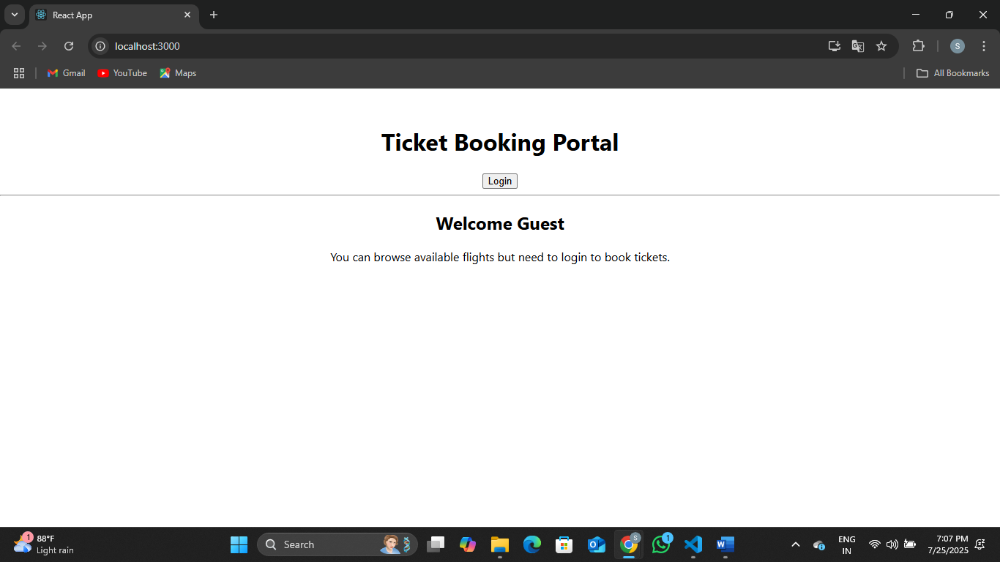 React App
localhost:3000
S
Gmail
YouTube
Maps
All Bookmarks
Ticket Booking Portal
Login
Welcome Guest
You can browse available flights but need to login to book tickets.
1
88°F
Light rain
Search
S
1
ENG
IN
7:07 PM
7/25/2025